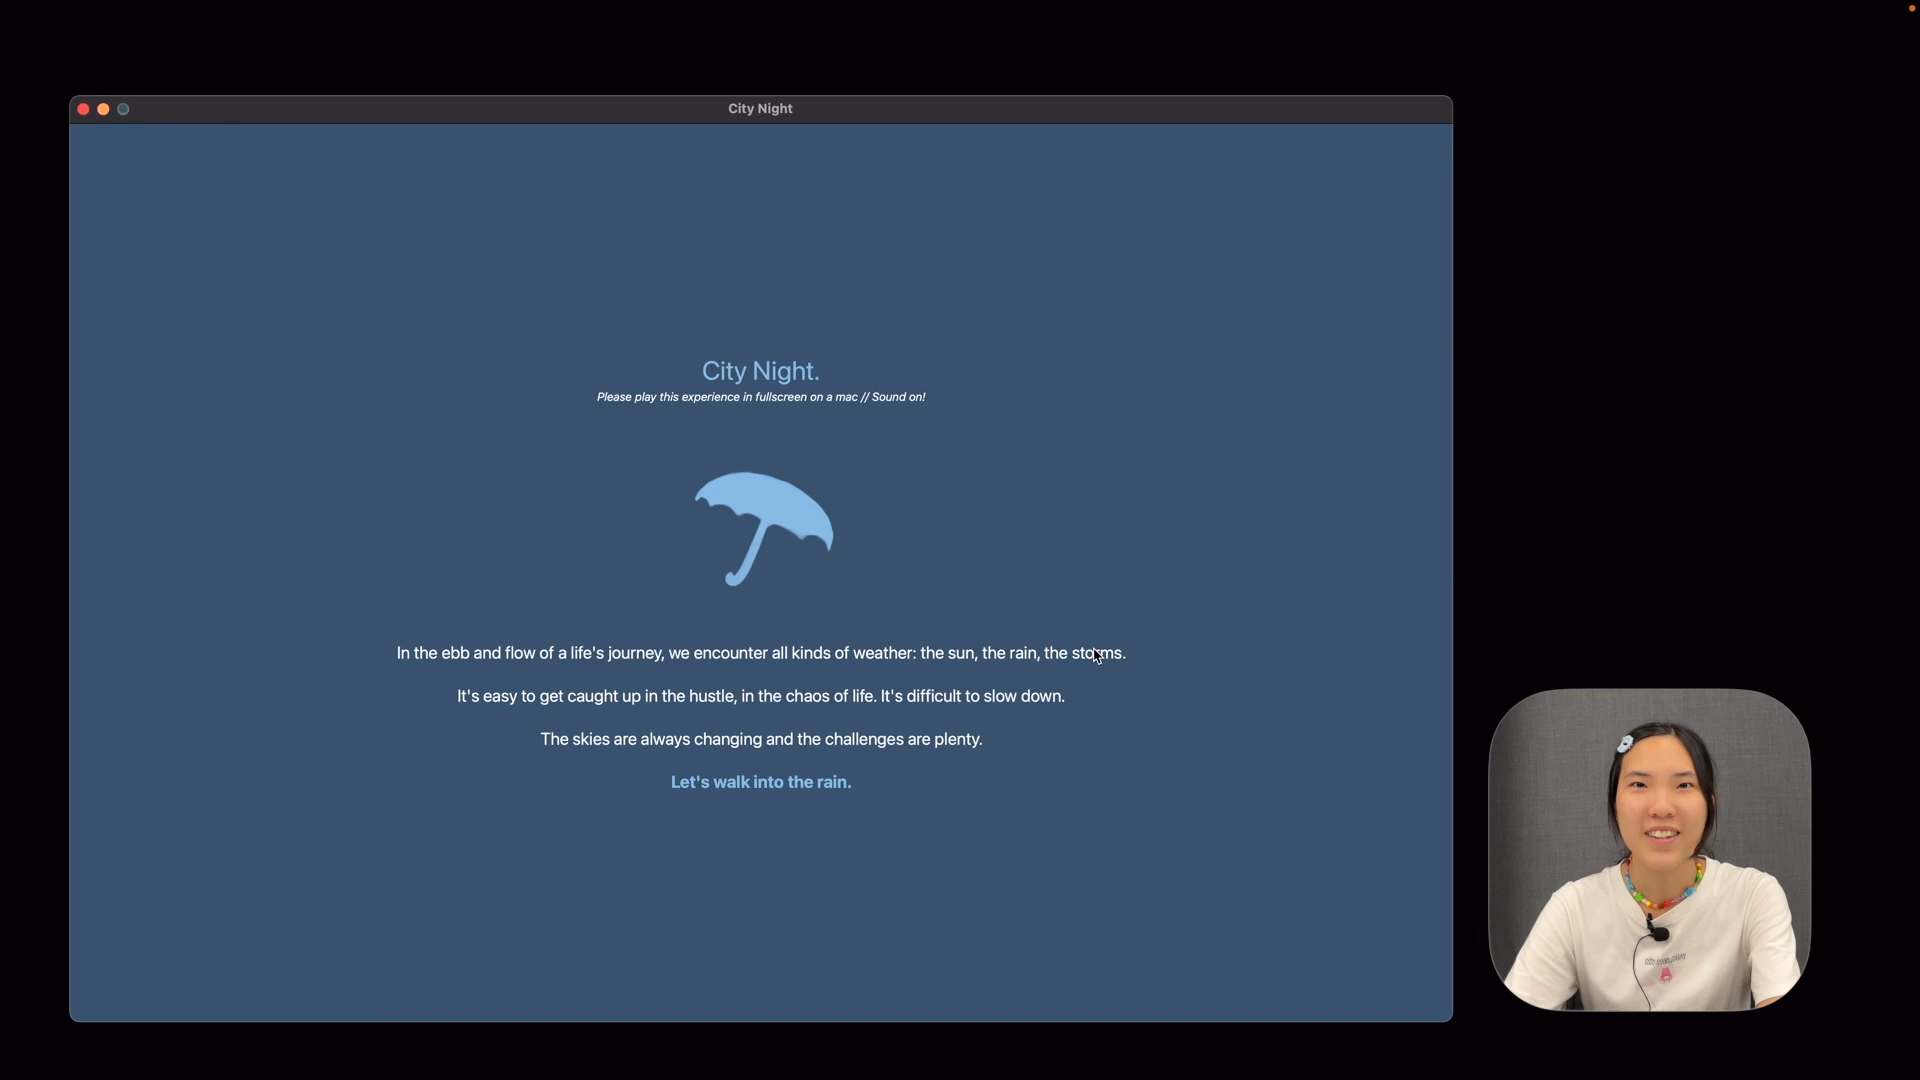 City Night
City Night.
Please play this experience in fullscreen on a mac // Sound on!
In the ebb and flow of a life's journey, we encounter all kinds of weather: the sun, the rain, the storms.
It's easy to get caught up in the hustle, in the chaos of life. It's difficult to slow down.
The skies are always changing and the challenges are plenty.
Let's walk into the rain.